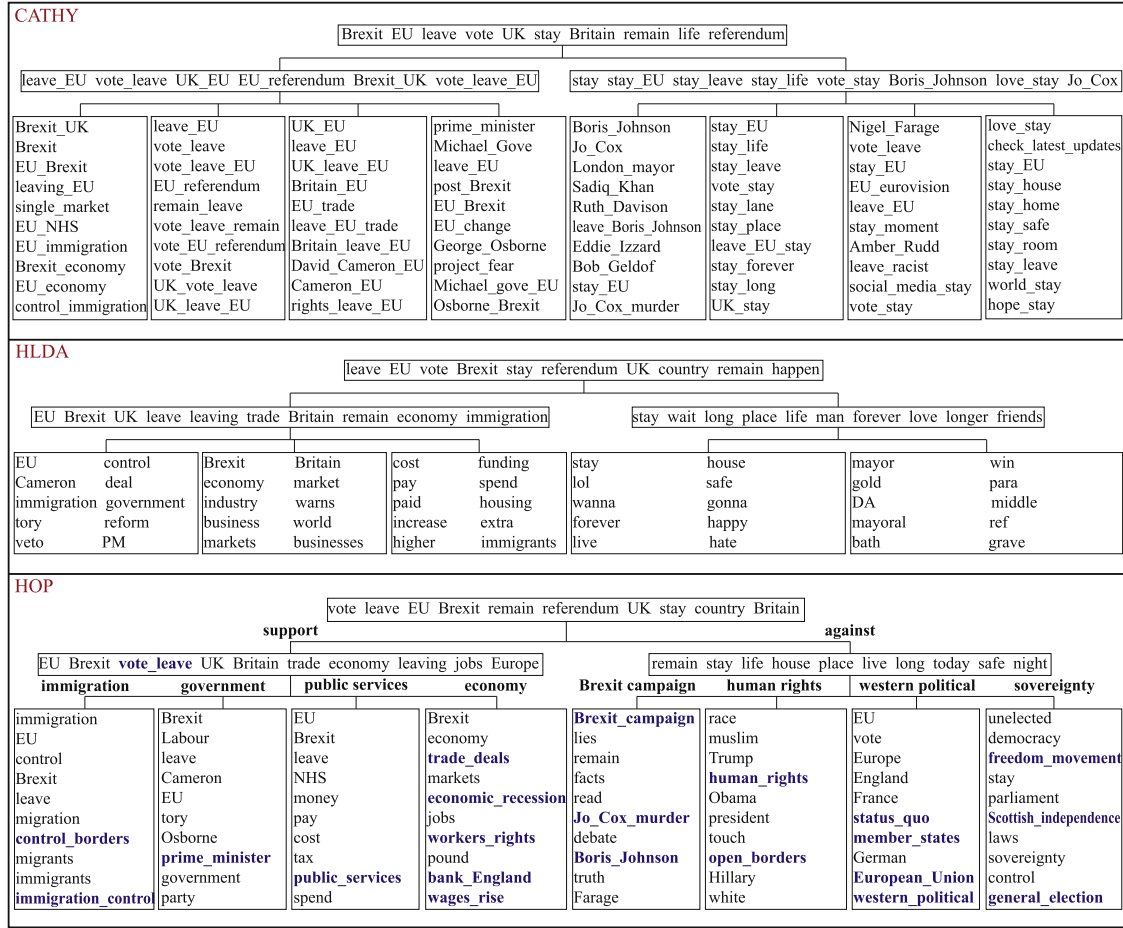 CATHY
Brexit EU leave vote UK stay Britain remain life referendum
leave_EU vote_leave UK_EU EU_referendum Brexit_UK vote_leave_EU
stay stay_EU stay_leave stay_life vote_stay Boris_Johnson love_stay Jo_Cox
Brexit_UK
Brexit
EU_Brexit
leaving_EU
single_market
EU_NHS
EU_immigration
Brexit_economy
EU_economy
control_immigration
leave_EU
vote_leave
vote_leave_EU
EU_referendum
remain_leave
vote_leave_remain
vote_EU_referendum
vote_Brexit
UK_vote_leave
UK_leave_EU
UK_EU
leave_EU
UK_leave_EU
Britain_EU
EU_trade
leave_EU_trade
Britain_leave_EU
David_Cameron_EU
Cameron_EU
rights_leave_EU
prime_minister
Michael_Gove
leave_EU
post_Brexit
EU_Brexit
EU_change
George_Osborne
project_fear
Michael_gove_EU
Osborne_Brexit
Boris_Johnson
Jo_Cox
London_mayor
Sadiq_Khan
Ruth_Davison
leave_Boris_Johnson
Eddie_Izzard
Bob_Geldof
stay_EU
Jo_Cox_murder
stay_EU
stay_life
stay_leave
vote_stay
stay_lane
stay_place
leave_EU_stay
stay_forever
stay_long
UK_stay
Nigel_Farage
vote_leave
stay_EU
EU_eurovision
leave_EU
stay_moment
Amber_Rudd
leave_racist
social_media_stay
vote_stay
love_stay
check_latest_updates
stay_EU
stay_house
stay_home
stay_safe
stay_room
stay_leave
world_stay
hope_stay
HLDA
leave EU vote Brexit stay referendum UK country remain happen
EU Brexit UK leave leaving trade Britain remain economy immigration
stay wait long place life man forever love longer friends
EU control
Cameron deal
immigration government
tory reform
veto PM
Brexit Britain
economy market
industry warns
business world
markets businesses
cost funding
pay spend
paid housing
increase extra
higher immigrants
stay house
lol safe
wanna gonna
forever happy
live hate
mayor win
gold para
DA middle
mayoral ref
bath grave
HOP
vote leave EU Brexit remain referendum UK stay country Britain
support against
EU Brexit vote_leave UK Britain trade economy leaving jobs Europe
remain stay life house place live long today safe night
immigration government public services economy Brexit campaign human rights western political sovereignty
immigration
EU
control
Brexit
leave
migration
control_borders
migrants
immigrants
immigration_control
Brexit
Labour
leave
Cameron
EU
tory
Osborne
prime_minister
government
party
EU
Brexit
leave
NHS
money
pay
cost
tax
public_services
spend
Brexit
economy
trade_deals
markets
economic_recession
jobs
workers_rights
pound
bank_England
wages_rise
Brexit_campaign
lies
remain
facts
read
Jo_Cox_murder
debate
Boris_Johnson
truth
Farage
race
muslim
Trump
human_rights
Obama
president
touch
open_borders
Hillary
white
EU
vote
Europe
England
France
status_quo
member_states
German
European_Union
western_political
unelected
democracy
freedom_movement
stay
parliament
Scottish_independence
laws
sovereignty
control
general_election